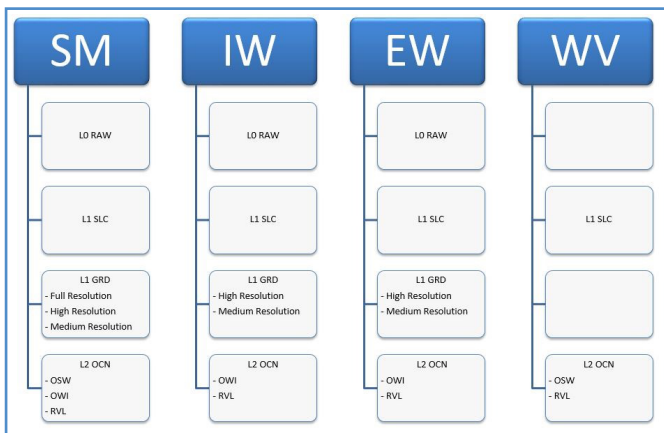 SM
L0 RAW
L1 SLC
L1 GRD
- Full Resolution
- High Resolution
- Medium Resolution
L2 OCN
- OSW
- OWI
- RVL
IW
L0 RAW
L1 SLC
L1 GRD
- High Resolution
- Medium Resolution
L2 OCN
- OWI
- RVL
EW
L0 RAW
L1 SLC
L1 GRD
- High Resolution
- Medium Resolution
L2 OCN
- OWI
- RVL
WV
L1 SLC
L2 OCN
- OSW
- RVL